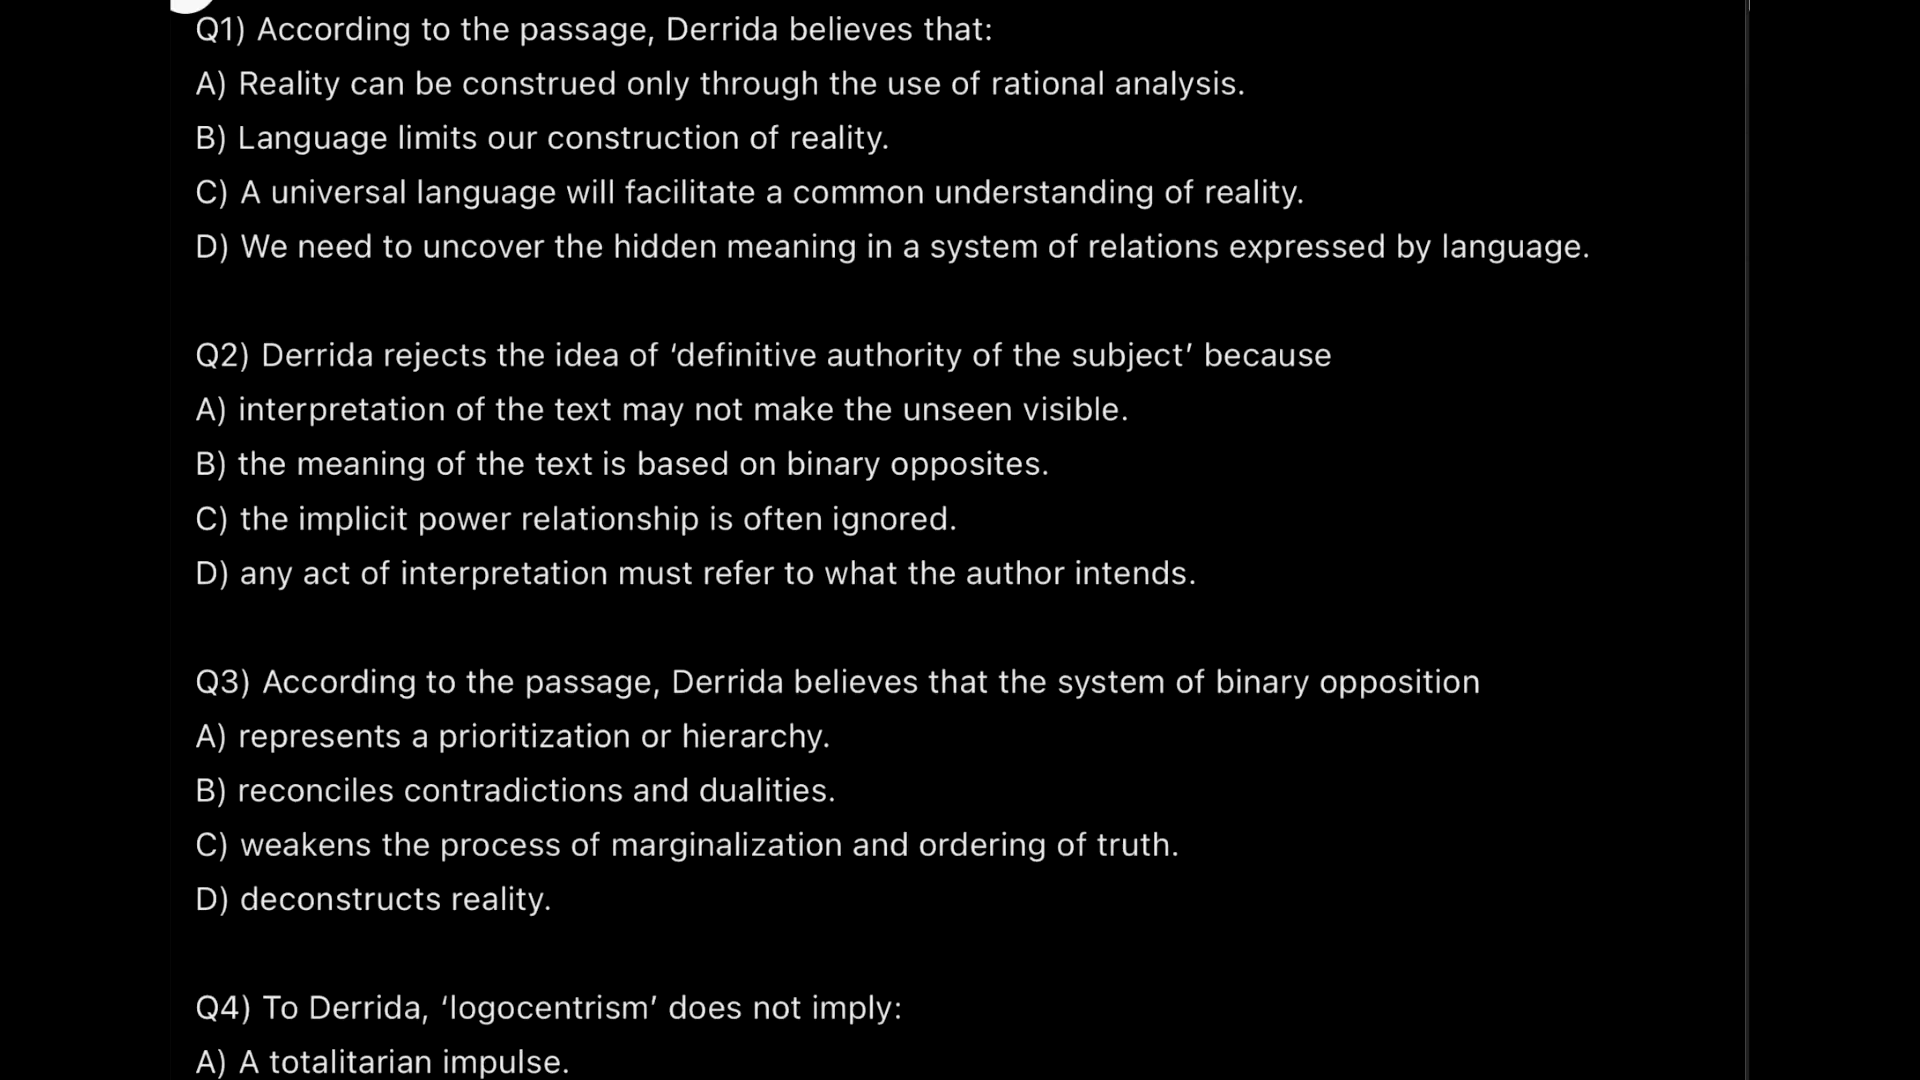 Q1) According to the passage, Derrida believes that:
A) Reality can be construed only through the use of rational analysis.
B) Language limits our construction of reality.
C) A universal language will facilitate a common understanding of reality.
D) We need to uncover the hidden meaning in a system of relations expressed by language.
Q2) Derrida rejects the idea of ‘definitive authority of the subject’ because
A) interpretation of the text may not make the unseen visible.
B) the meaning of the text is based on binary opposites.
C) the implicit power relationship is often ignored.
D) any act of interpretation must refer to what the author intends.
Q3) According to the passage, Derrida believes that the system of binary opposition
A) represents a prioritization or hierarchy.
B) reconciles contradictions and dualities.
C) weakens the process of marginalization and ordering of truth.
D) deconstructs reality.
Q4) To Derrida, ‘logocentrism’ does not imply:
A) A totalitarian impulse.